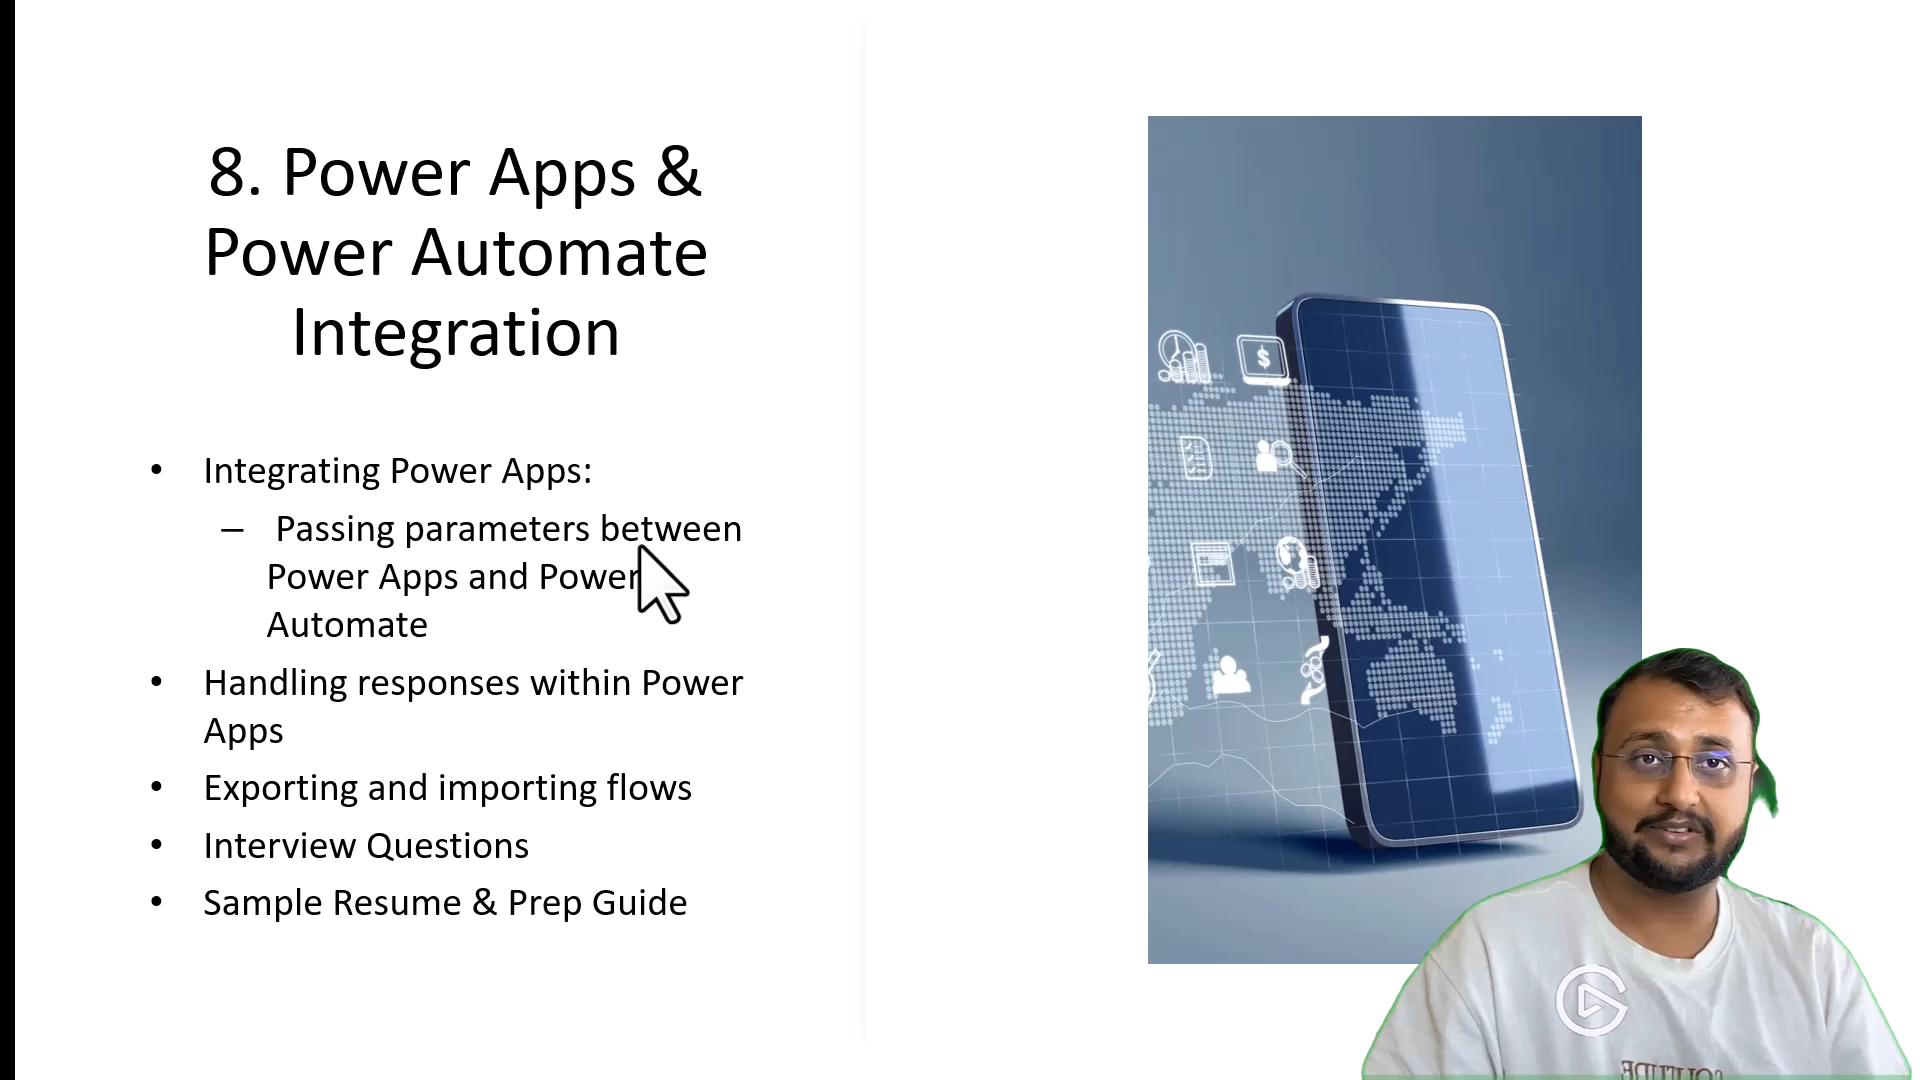 8. Power Apps &
Power Automate
Integration
• Integrating Power Apps:
– Passing parameters between
Power Apps and Power
Automate
• Handling responses within Power
Apps
• Exporting and importing flows
• Interview Questions
• Sample Resume & Prep Guide